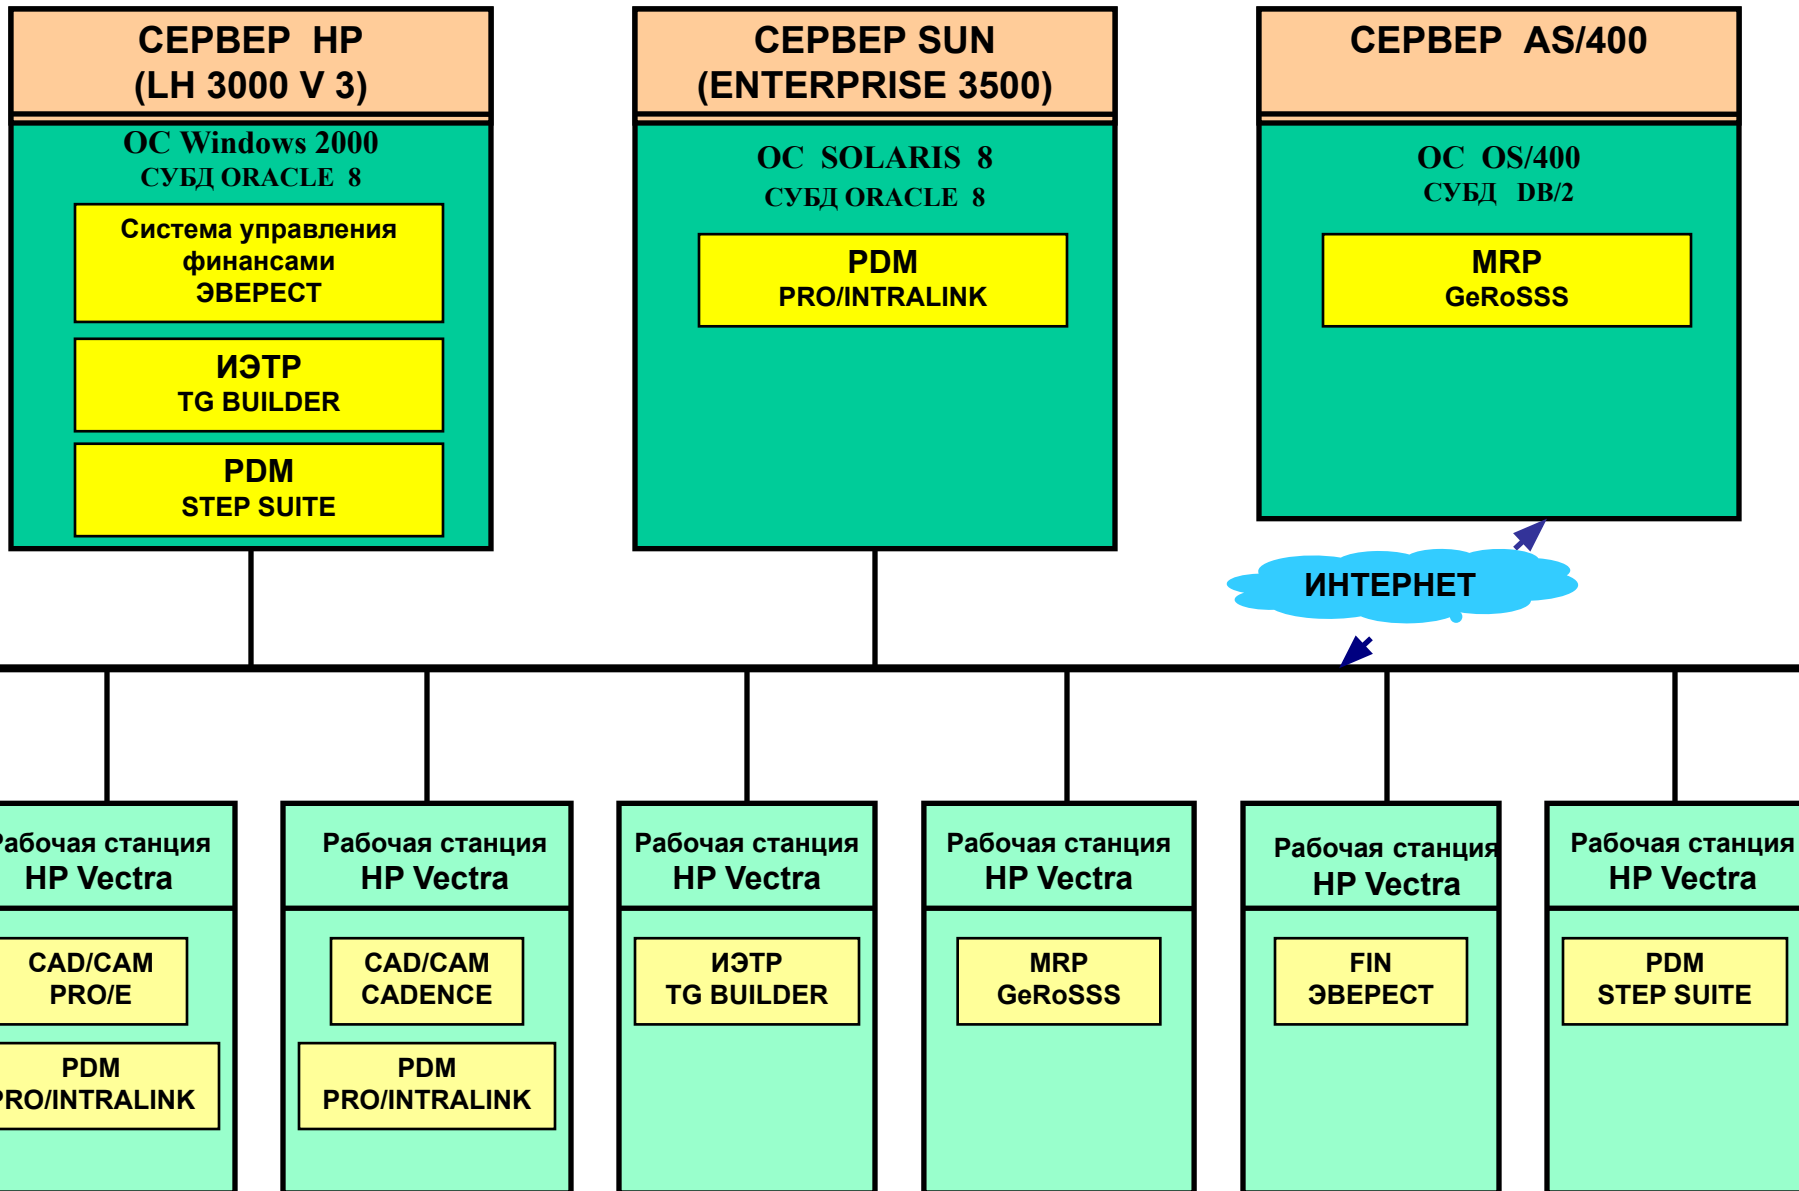 СЕРВЕР HP
(LH 3000 V 3)
ОС Windows 2000
СУБД ORACLE 8
Система управления
финансами
ЭВЕРЕСТ
ИЭТР
TG BUILDER
PDM
STEP SUITE
СЕРВЕР SUN
(ENTERPRISE 3500)
ОС SOLARIS 8
СУБД ORACLE 8
PDM
PRO/INTRALINK
СЕРВЕР AS/400
ОС OS/400
СУБД DB/2
MRP
GeRoSSS
ИНТЕРНЕТ
Рабочая станция
HP Vectra
CAD/CAM
PRO/E
PDM
PRO/INTRALINK
Рабочая станция
HP Vectra
CAD/CAM
CADENCE
PDM
PRO/INTRALINK
Рабочая станция
HP Vectra
ИЭТР
TG BUILDER
Рабочая станция
HP Vectra
MRP
GeRoSSS
Рабочая станция
HP Vectra
FIN
ЭВЕРЕСТ
Рабочая станция
HP Vectra
PDM
STEP SUITE